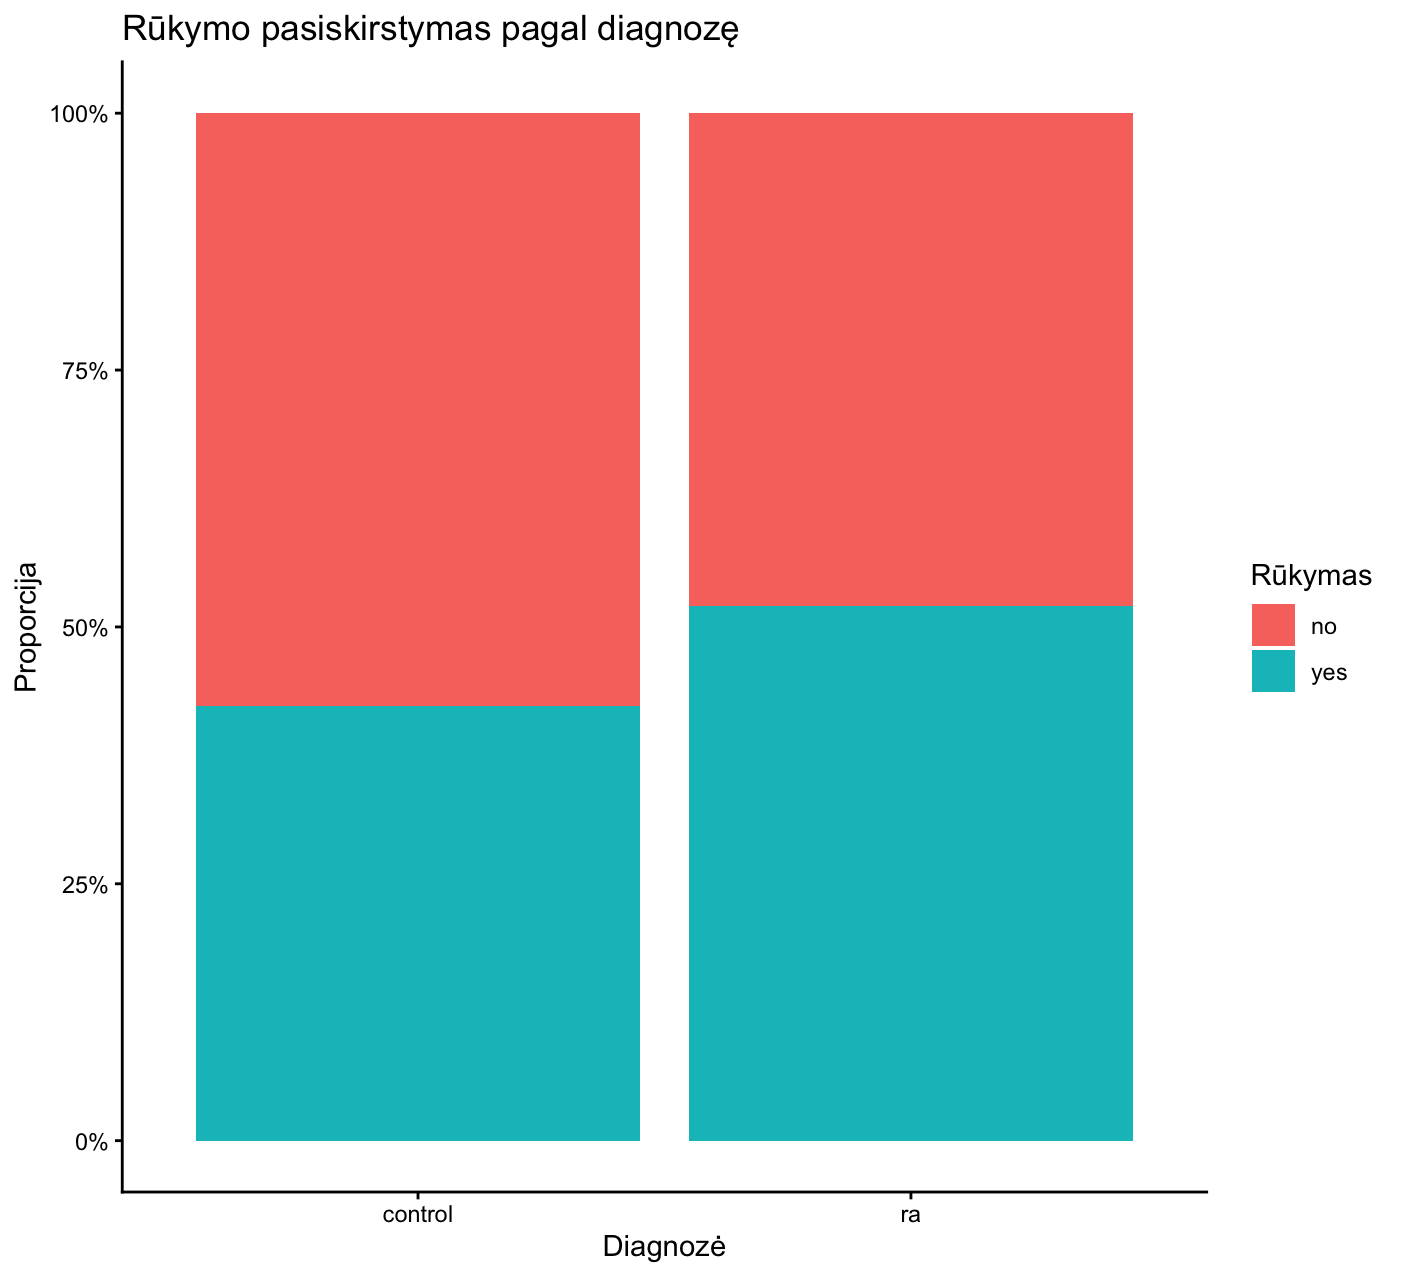 Rūkymo pasiskirstymas pagal diagnozę
100%
75%
50%
25%
0%
Proporcija
control
ra
Diagnozė
Rūkymas
no
yes